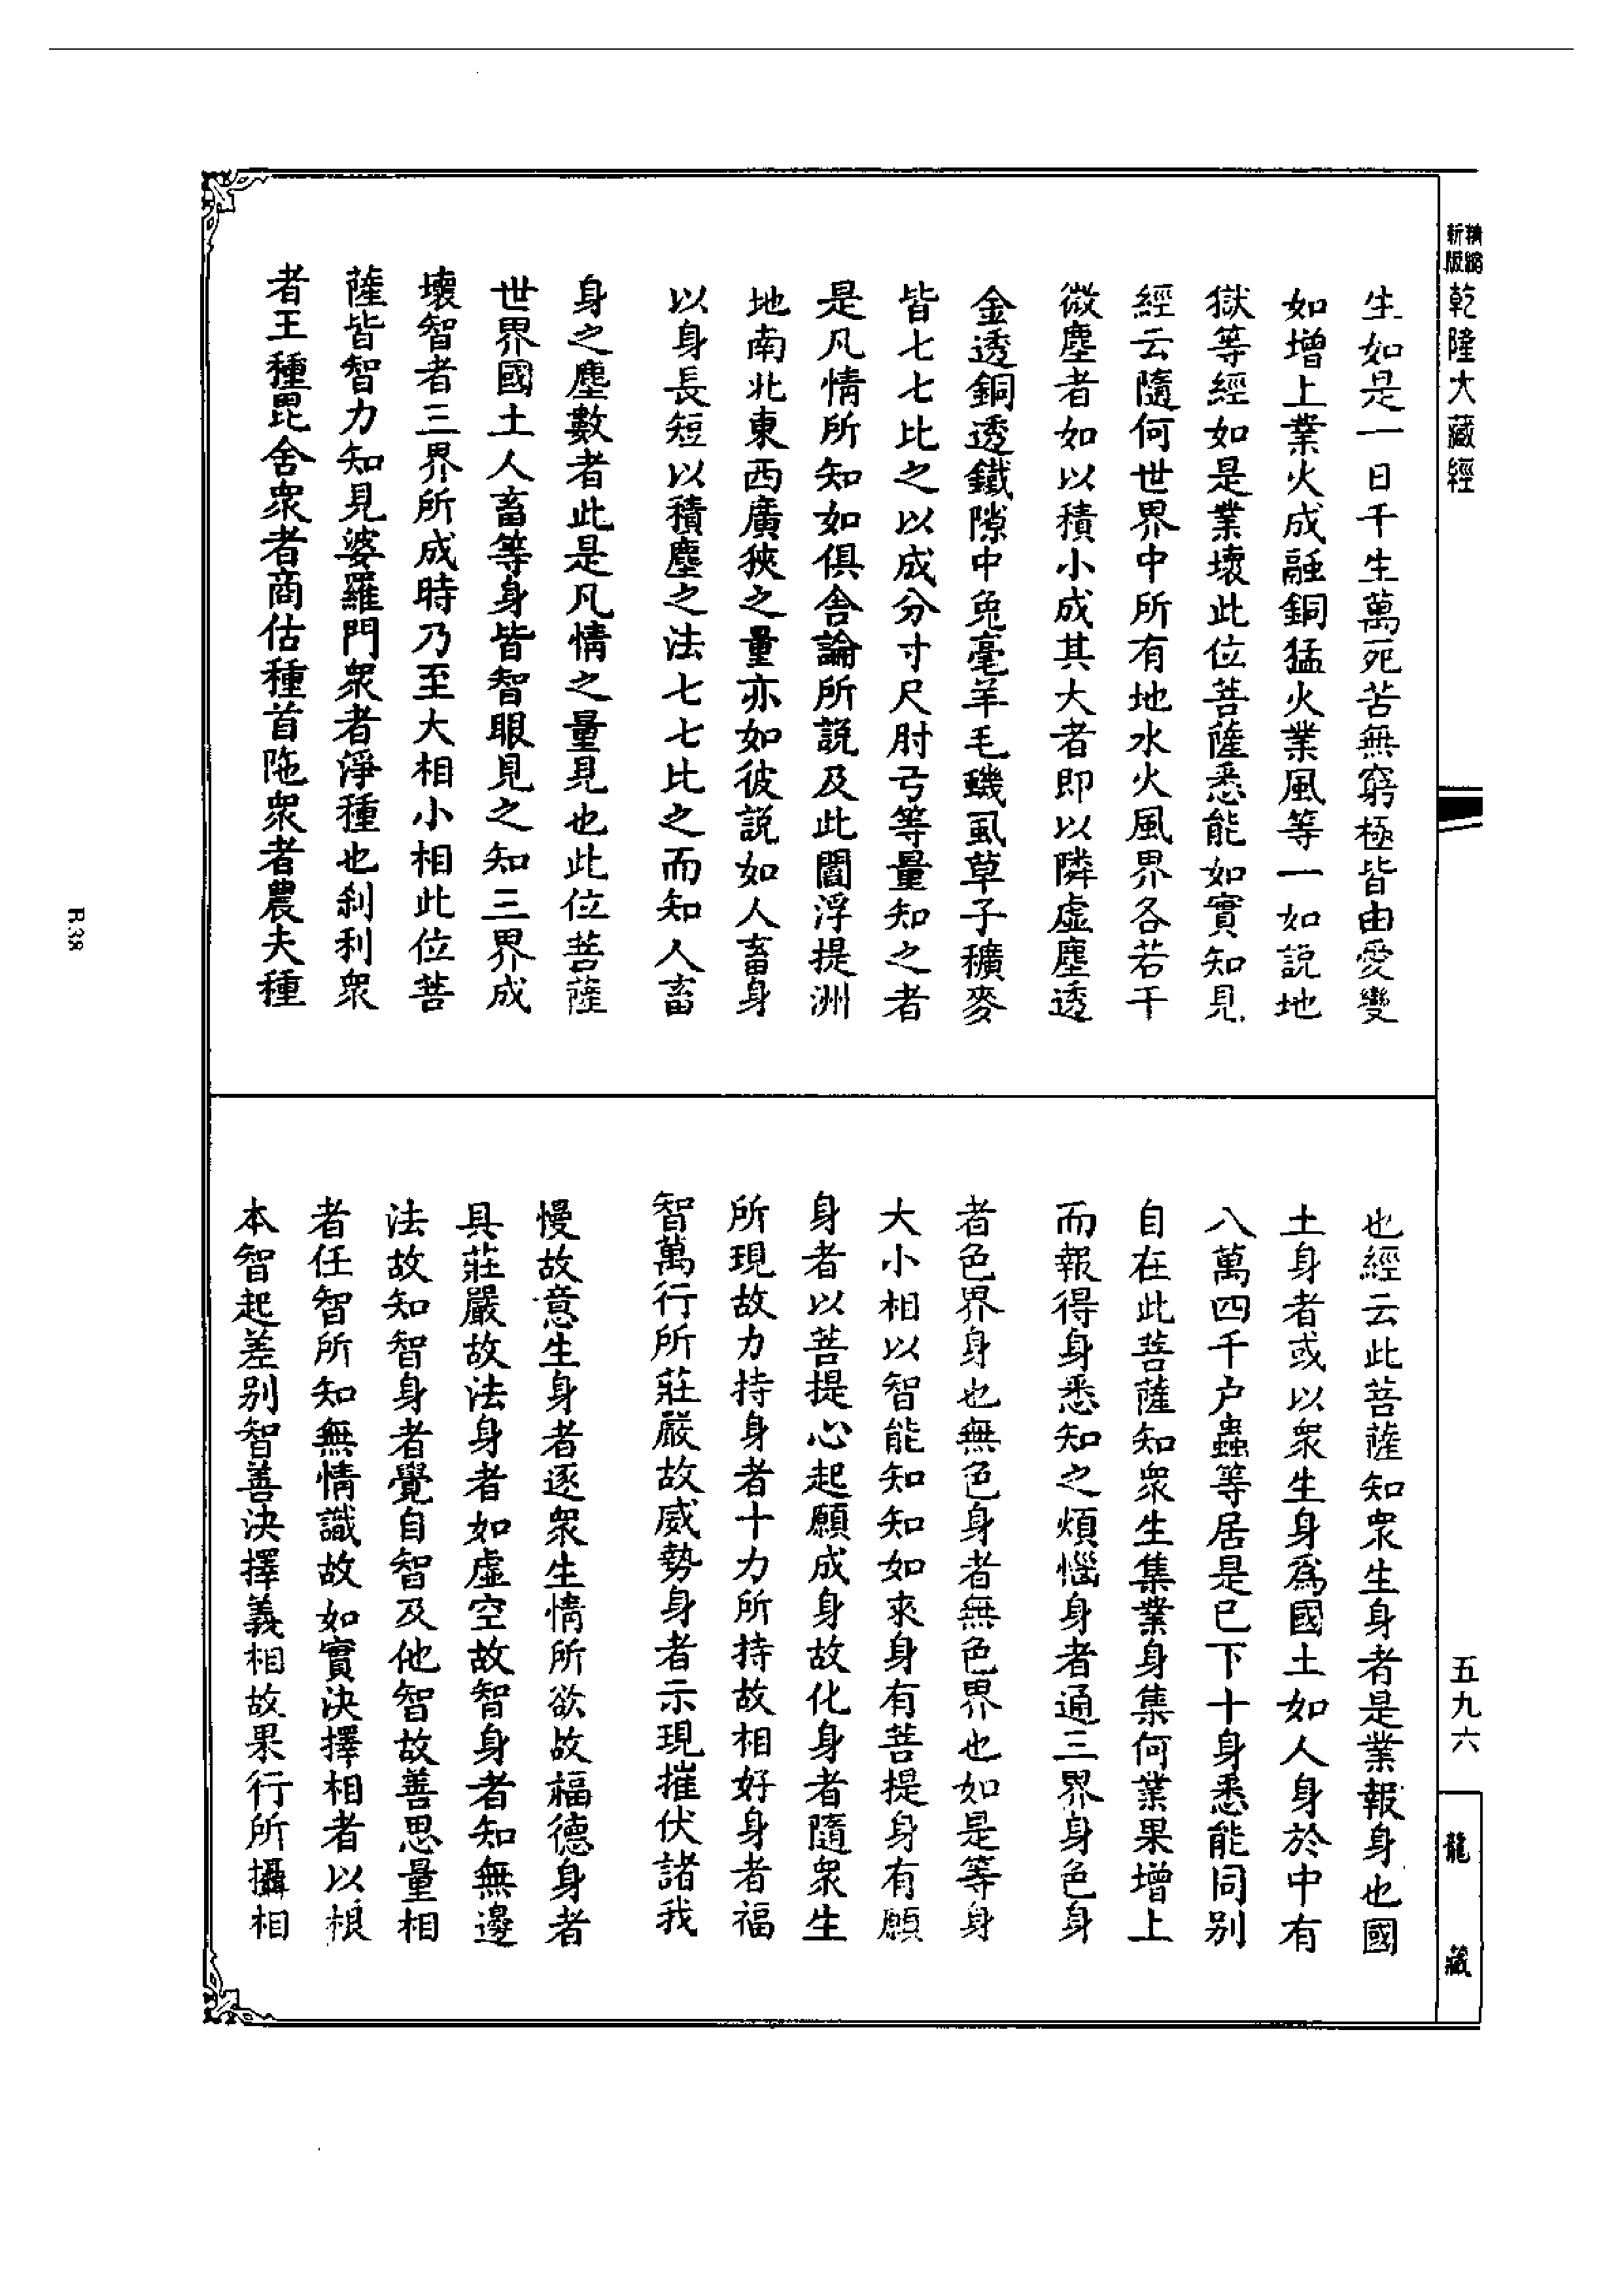 精縮
新版
乾隆大藏經
生如是一日千生萬死苦無窮極皆由愛變
如增上業火成融銅猛火業風等一如說地
獄等經如是業壞此位菩薩悉能如實知見
經云隨何世界中所有地水火風界各若干
微塵者如以積小成其大者即以隣虛塵透
金透銅透鐵隙中兔毫羊毛蟣虱草子穬麥
皆七七比之以成分寸尺肘弓等量知之者
是凡情所知如俱舍論所說及此閻浮提洲
地南北東西廣狹之量亦如彼說如人畜身
以身長短以積塵之法七七比之而知人畜
身之塵數者此是凡情之量見也此位菩薩
世界國土人畜等身皆智眼見之知三界成
壞智者三界所成時乃至大相小相此位菩
薩皆智力知見婆羅門衆者淨種也刹利衆
者王種毘舍衆者商估種首陁衆者農夫種
也經云此菩薩知衆生身者是業報身也國
土身者或以衆生身爲國土如人身於中有
八萬四千户蟲等居是已下十身悉能同别
自在此菩薩知衆生集業身集何業果增上
而報得身悉知之煩惱身者通三界身色身
者色界身也無色身者無色界也如是等身
大小相以智能知知如來身有菩提身有願
身者以菩提心起願成身故化身者隨衆生
所現故力持身者十力所持故相好身者福
智萬行所莊嚴故威勢身者示現摧伏諸我
慢故意生身者逐衆生情所欲故福德身者
具莊嚴故法身者如虛空故智身者知無邊
法故知智身者覺自智及他智故善思量相
者任智所知無情識故如實決擇相者以根
本智起差别智善決擇義相故果行所攝相
五九六
龍藏
R38